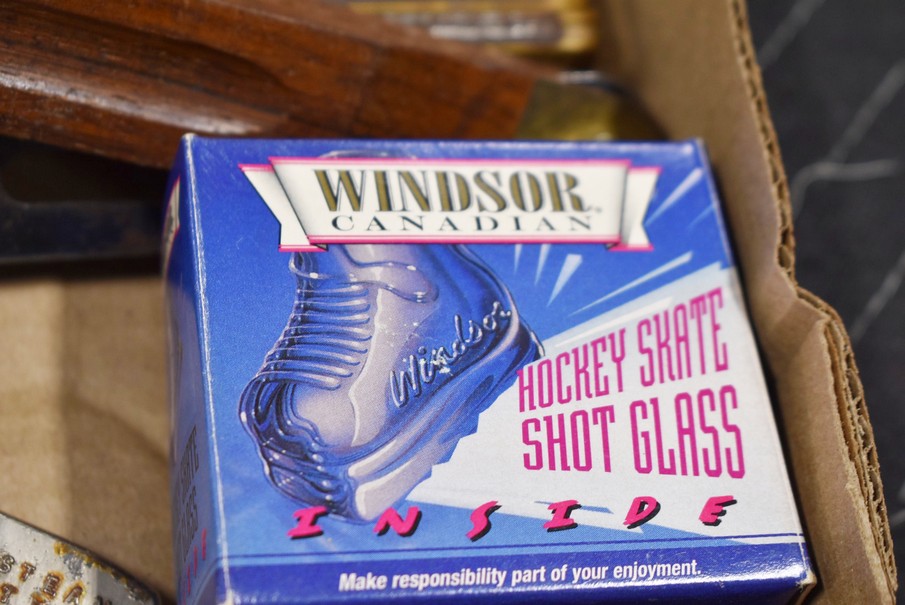 WINDSOR
CANADIAN
Windsor
HOCKEY SKATE
SHOT GLASS
INSIDE
Make responsibility part of your enjoyment.